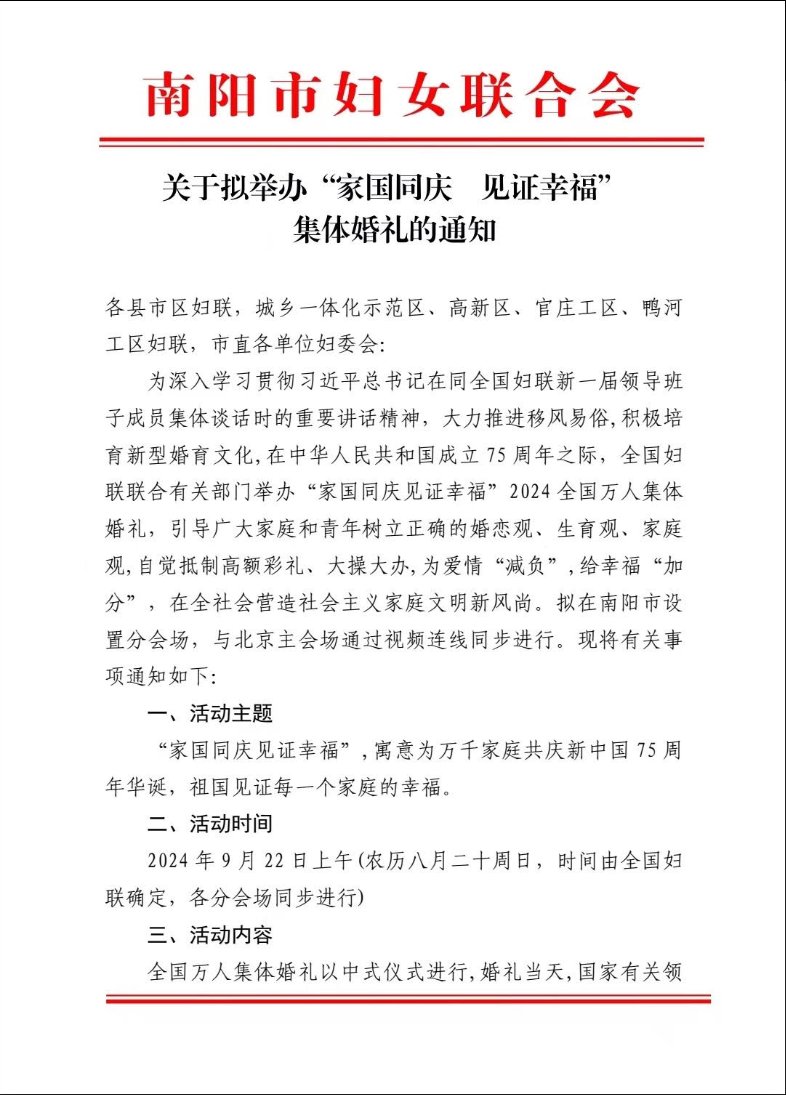 南阳市妇女联合会
关于拟举办“家国同庆　见证幸福”
集体婚礼的通知
各县市区妇联，城乡一体化示范区、高新区、官庄工区、鸭河
工区妇联，市直各单位妇委会：
为深入学习贯彻习近平总书记在同全国妇联新一届领导班
子成员集体谈话时的重要讲话精神，大力推进移风易俗,积极培
育新型婚育文化,在中华人民共和国成立 75 周年之际，全国妇
联联合有关部门举办“家国同庆见证幸福”2024 全国万人集体
婚礼，引导广大家庭和青年树立正确的婚恋观、生育观、家庭
观,自觉抵制高额彩礼、大操大办,为爱情“减负”,给幸福“加
分”，在全社会营造社会主义家庭文明新风尚。拟在南阳市设
置分会场，与北京主会场通过视频连线同步进行。现将有关事
项通知如下：
一、活动主题
“家国同庆见证幸福”,寓意为万千家庭共庆新中国 75 周
年华诞，祖国见证每一个家庭的幸福。
二、活动时间
2024 年 9 月 22 日上午(农历八月二十周日，时间由全国妇
联确定，各分会场同步进行)
三、活动内容
全国万人集体婚礼以中式仪式进行,婚礼当天,国家有关领